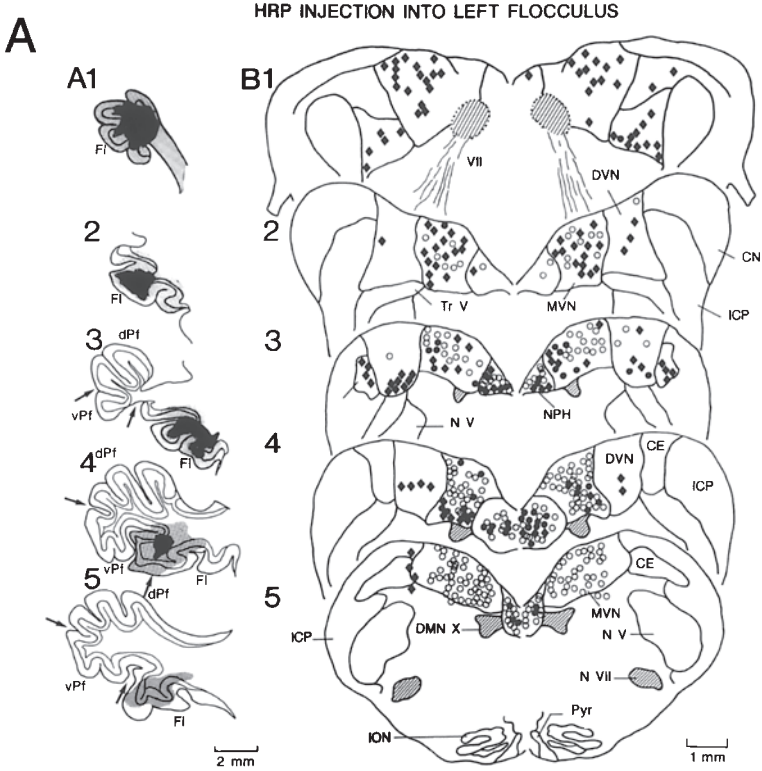 HRP INJECTION INTO LEFT FLOCCULUS
A
A1
Fl
2
Fl
3
dPf
vPf
Fl
4
dPf
vPf
Fl
5
dPf
vPf
Fl
2 mm
B1
VII
DVN
2
CN
Tr V
MVN
ICP
3
N V
NPH
4
DVN
CE
ICP
5
CE
MVN
DMN X
ICP
N V
N VII
Pyr
ION
1 mm